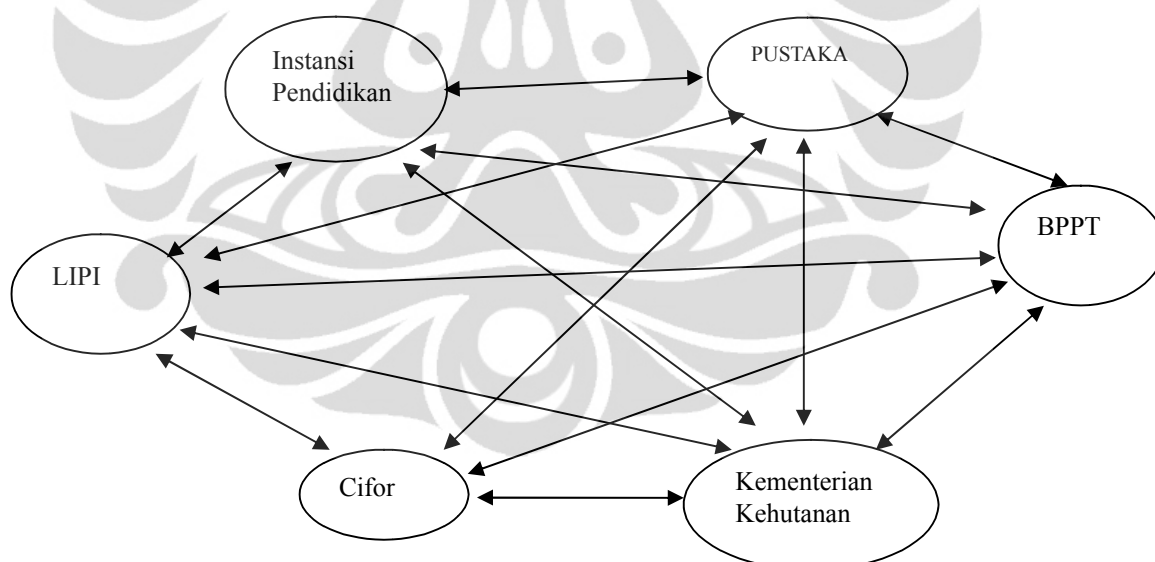 Instansi
Pendidikan
PUSTAKA
BPPT
LIPI
Cifor
Kementerian
Kehutanan